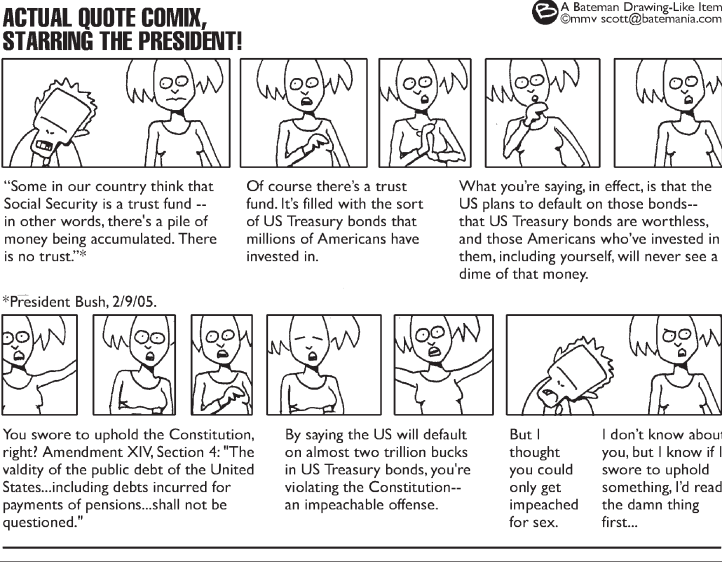 ACTUAL QUOTE COMIX,
STARRING THE PRESIDENT!
B
A Bateman Drawing-Like Item
©mmv scott@batemania.com
“Some in our country think that
Social Security is a trust fund --
in other words, there's a pile of
money being accumulated. There
is no trust.”*
Of course there’s a trust
fund. It’s filled with the sort
of US Treasury bonds that
millions of Americans have
invested in.
What you’re saying, in effect, is that the
US plans to default on those bonds--
that US Treasury bonds are worthless,
and those Americans who’ve invested in
them, including yourself, will never see a
dime of that money.
*President Bush, 2/9/05.
You swore to uphold the Constitution,
right? Amendment XIV, Section 4: "The
valdity of the public debt of the United
States...including debts incurred for
payments of pensions...shall not be
questioned."
By saying the US will default
on almost two trillion bucks
in US Treasury bonds, you're
violating the Constitution--
an impeachable offense.
But I
thought
you could
only get
impeached
for sex.
I don’t know about
you, but I know if I
swore to uphold
something, I’d read
the damn thing
first...